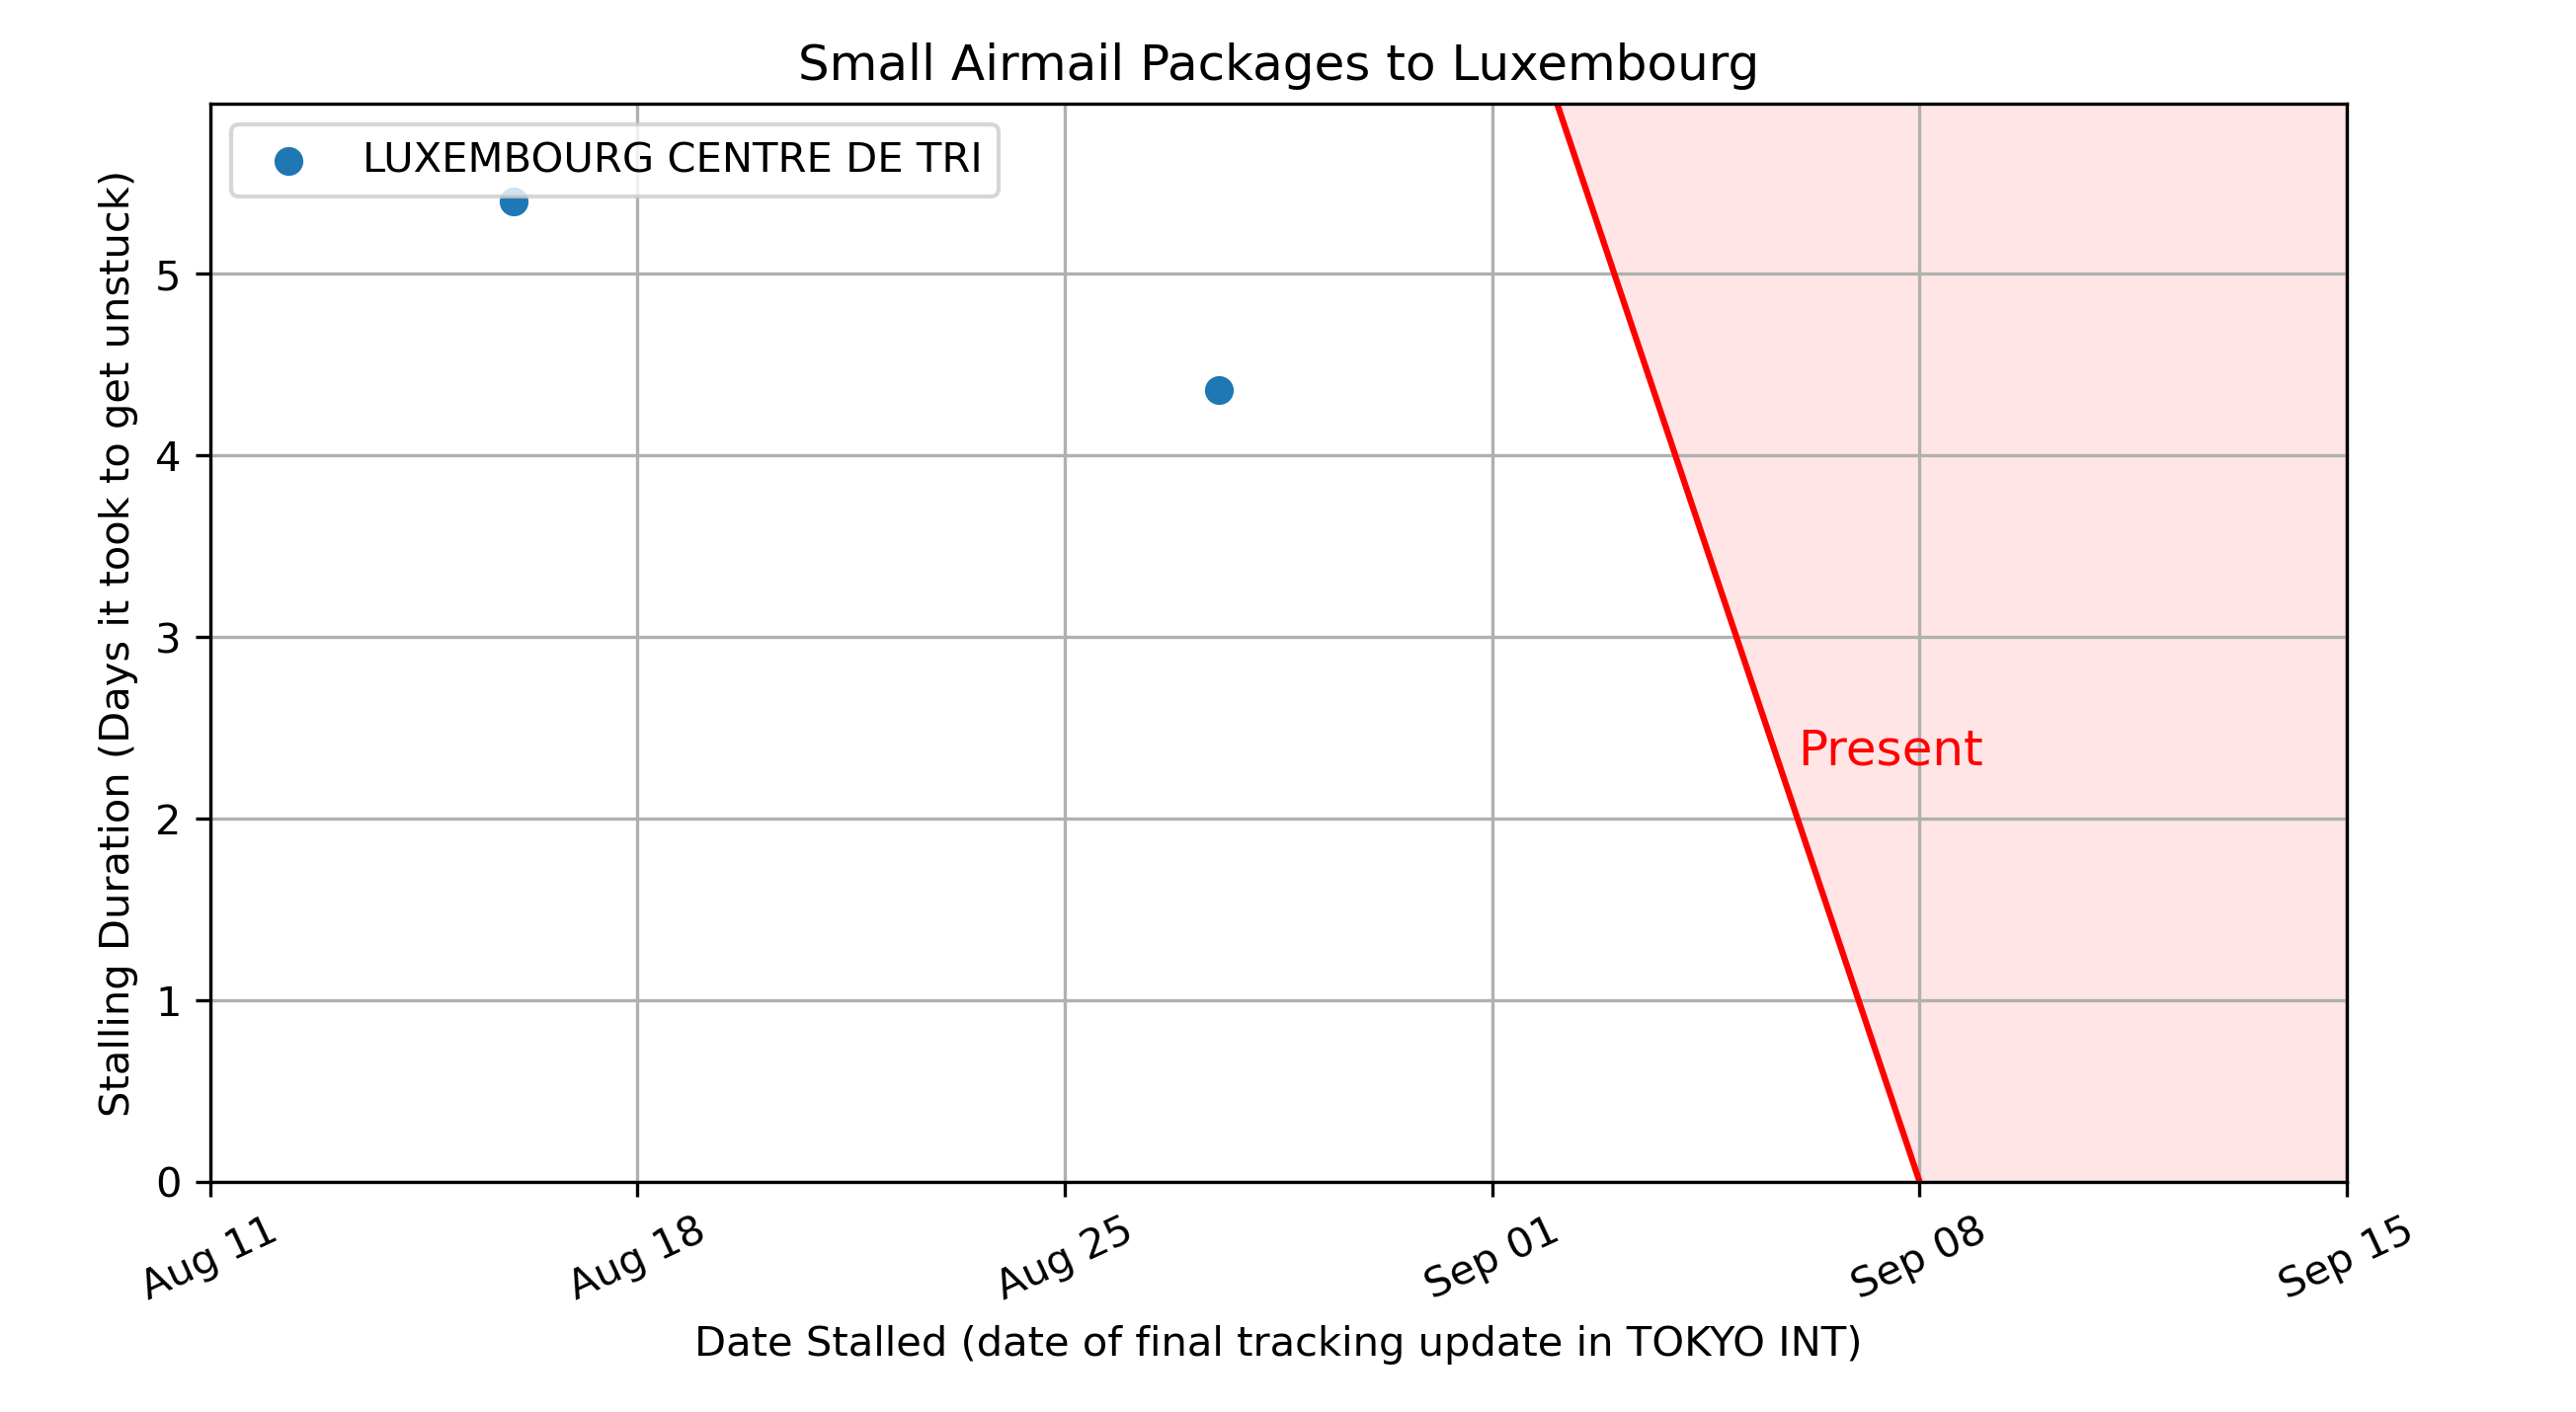 Small Airmail Packages to Luxembourg
LUXEMBOURG CENTRE DE TRI
Stalling Duration (Days it took to get unstuck)
5
4
3
2
1
0
Present
Aug 11
Aug 18
Aug 25
Sep 01
Sep 08
Sep 15
Date Stalled (date of final tracking update in TOKYO INT)